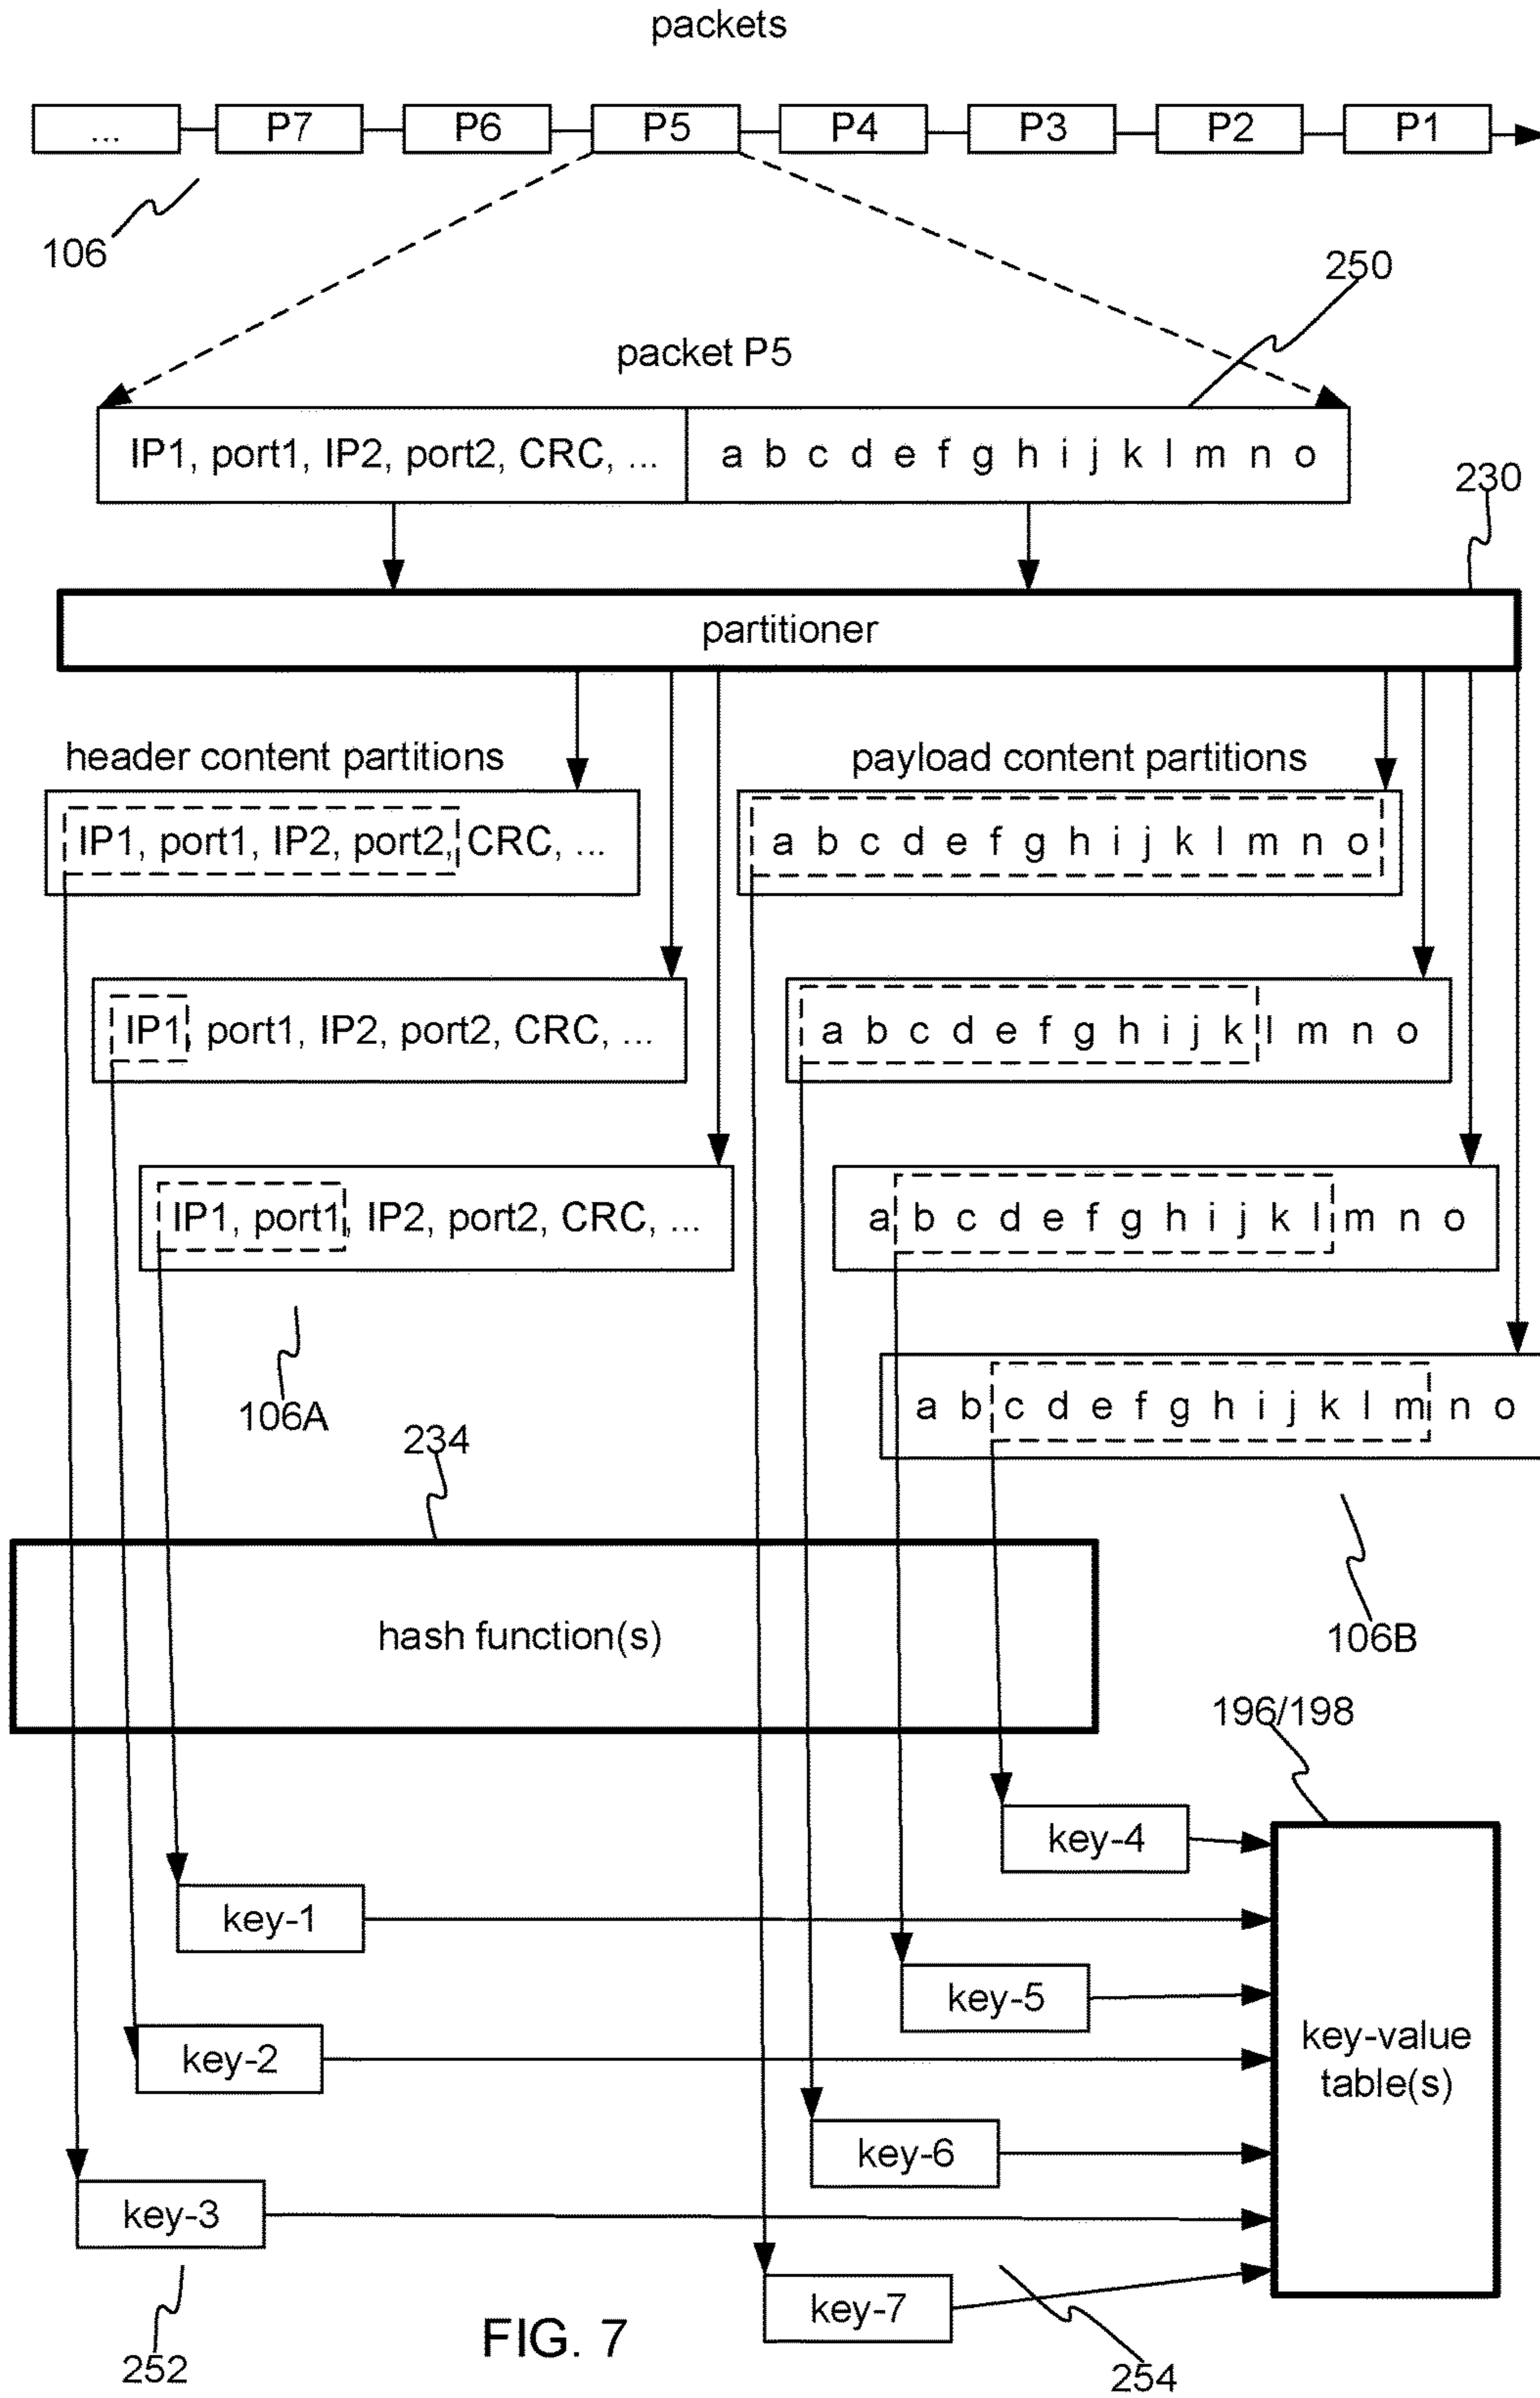 packets
... P7 P6 P5 P4 P3 P2 P1
106
250
packet P5
IP1, port1, IP2, port2, CRC, ... a b c d e f g h i j k l m n o
230
partitioner
header content partitions payload content partitions
IP1, port1, IP2, port2, CRC, ... a b c d e f g h i j k l m n o
IP1, port1, IP2, port2, CRC, ... a b c d e f g h i j k l m n o
IP1, port1, IP2, port2, CRC, ... a b c d e f g h i j k l m n o
a b c d e f g h i j k l m n o
106A
234
hash function(s)
106B
196/198
key-4
key-1
key-5
key-value
table(s)
key-2
key-6
key-3
key-7
FIG. 7
252
254